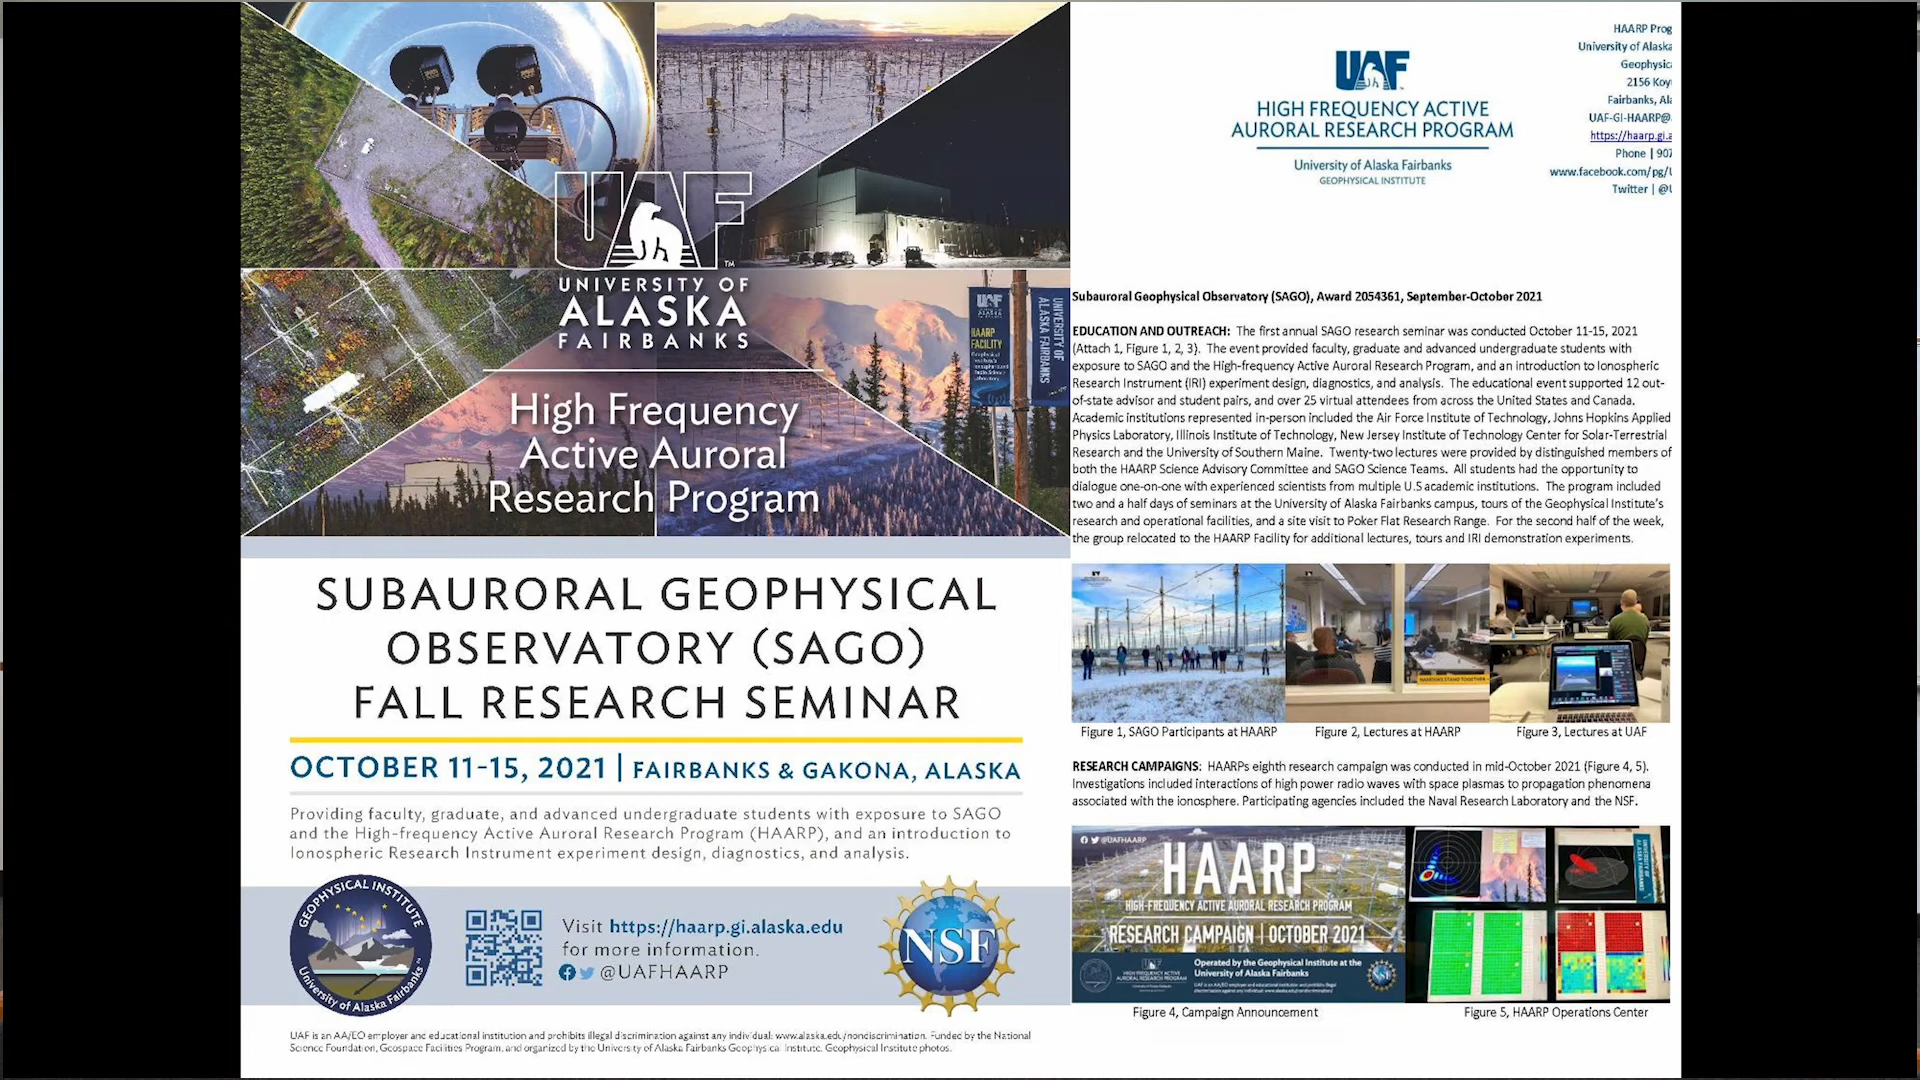 UAF
UNIVERSITY OF
ALASKA
FAIRBANKS
High Frequency
Active Auroral
Research Program
UAF
HAARP
FACILITY
UNIVERSITY OF
ALASKA FAIRBANKS
SUBAURORAL GEOPHYSICAL
OBSERVATORY (SAGO)
FALL RESEARCH SEMINAR
OCTOBER 11-15, 2021 | FAIRBANKS & GAKONA, ALASKA
Providing faculty, graduate, and advanced undergraduate students with exposure to SAGO
and the High-frequency Active Auroral Research Program (HAARP), and an introduction to
Ionospheric Research Instrument experiment design, diagnostics, and analysis.
GEOPHYSICAL INSTITUTE
University of Alaska Fairbanks
Visit https://haarp.gi.alaska.edu
for more information.
@UAFHAARP
NSF
UAF is an AA/EO employer and educational institution and prohibits illegal discrimination against any individual: www.alaska.edu/nondiscrimination. Funded by the National
Science Foundation, Geospace Facilities Program, and organized by the University of Alaska Fairbanks Geophysical Institute. Geophysical Institute photos.
UAF
HIGH FREQUENCY ACTIVE
AURORAL RESEARCH PROGRAM
University of Alaska Fairbanks
GEOPHYSICAL INSTITUTE
HAARP Prog
University of Alaska
Geophysic
2156 Koy
Fairbanks, Al
UAF-GI-HAARP@
https://haarp.gi.a
Phone | 907
www.facebook.com/pg/
Twitter | @
Subauroral Geophysical Observatory (SAGO), Award 2054361, September-October 2021
EDUCATION AND OUTREACH: The first annual SAGO research seminar was conducted October 11-15, 2021
(Attach 1, Figure 1, 2, 3). The event provided faculty, graduate and advanced undergraduate students with
exposure to SAGO and the High-frequency Active Auroral Research Program, and an introduction to Ionospheric
Research Instrument (IRI) experiment design, diagnostics, and analysis. The educational event supported 12 out-
of-state advisor and student pairs, and over 25 virtual attendees from across the United States and Canada.
Academic institutions represented in-person included the Air Force Institute of Technology, Johns Hopkins Applied
Physics Laboratory, Illinois Institute of Technology, New Jersey Institute of Technology Center for Solar-Terrestrial
Research and the University of Southern Maine. Twenty-two lectures were provided by distinguished members of
both the HAARP Science Advisory Committee and SAGO Science Teams. All students had the opportunity to
dialogue one-on-one with experienced scientists from multiple U.S academic institutions. The program included
two and a half days of seminars at the University of Alaska Fairbanks campus, tours of the Geophysical Institute's
research and operational facilities, and a site visit to Poker Flat Research Range. For the second half of the week,
the group relocated to the HAARP Facility for additional lectures, tours and IRI demonstration experiments.
Figure 1, SAGO Participants at HAARP
Figure 2, Lectures at HAARP
Figure 3, Lectures at UAF
RESEARCH CAMPAIGNS: HAARPs eighth research campaign was conducted in mid-October 2021 (Figure 4, 5).
Investigations included interactions of high power radio waves with space plasmas to propagation phenomena
associated with the ionosphere. Participating agencies included the Naval Research Laboratory and the NSF.
@UAFHAARP
HAARP
HIGH-FREQUENCY ACTIVE AURORAL RESEARCH PROGRAM
RESEARCH CAMPAIGN | OCTOBER 2021
Operated by the Geophysical Institute at the
University of Alaska Fairbanks
Figure 4, Campaign Announcement
Figure 5, HAARP Operations Center